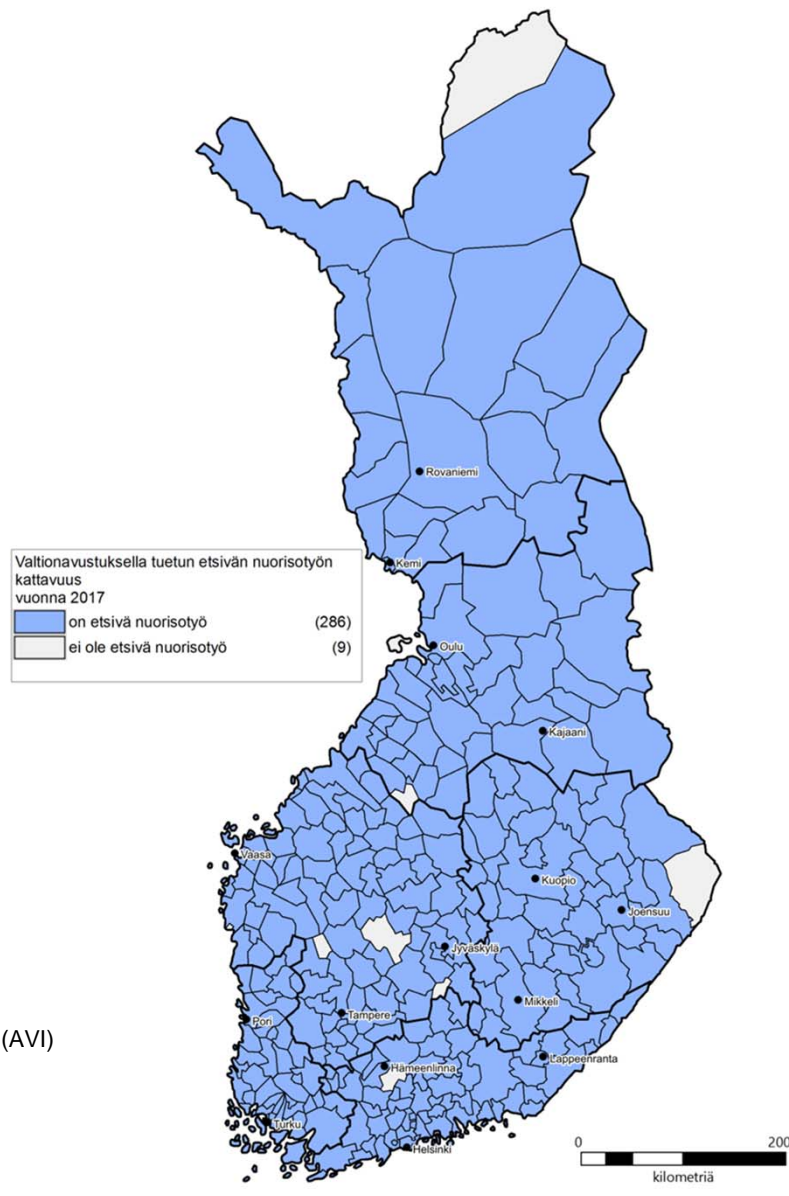 Rovaniemi
Valtionavustuksella tuetun etsivän nuorisotyön
kattavuus
vuonna 2017
on etsivä nuorisotyö (286)
ei ole etsivä nuorisotyö (9)
Kemi
Oulu
Kajaani
Vaasa
Kuopio
Joensuu
Jyväskylä
Mikkeli
Tampere
Pori
(AVI)
Lappeenranta
Hämeenlinna
Turku
Helsinki
0 200
kilometriä